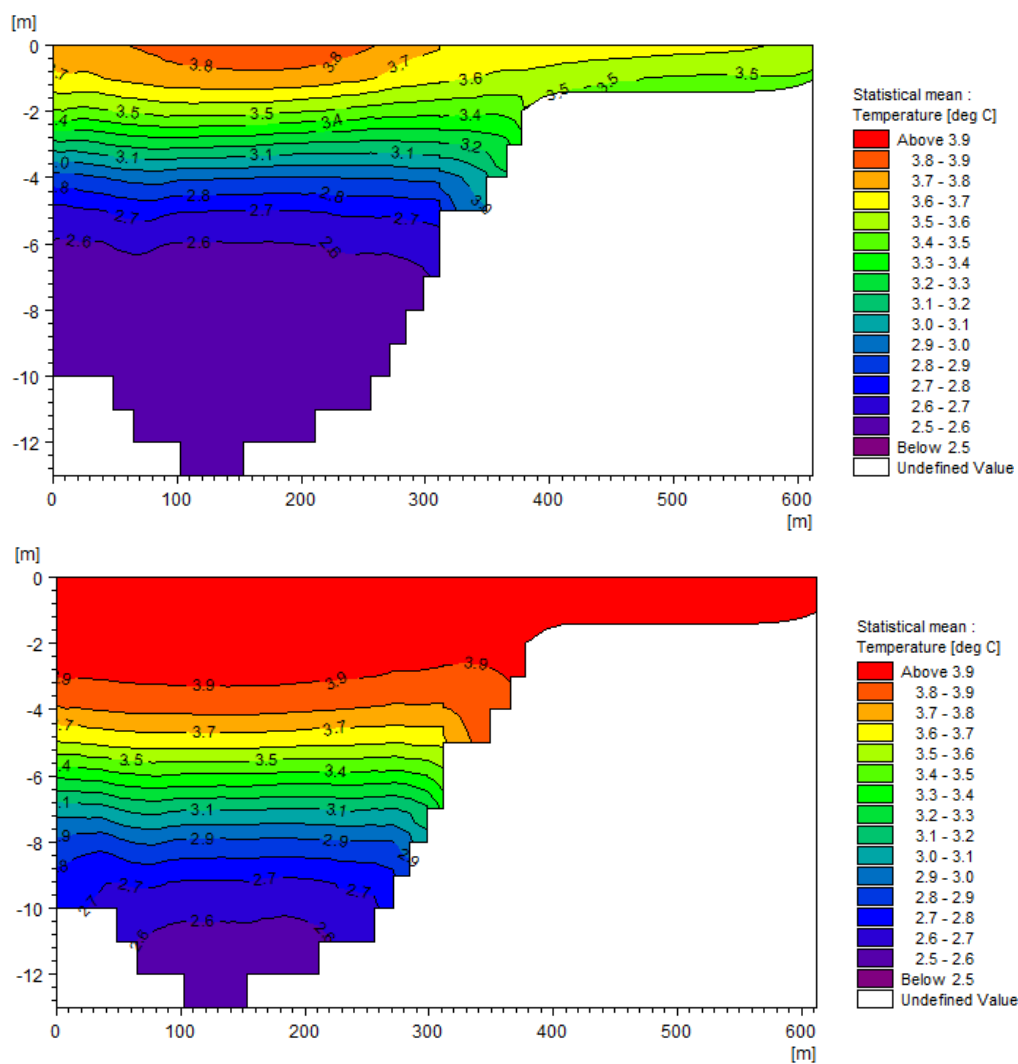 [m]
0
-2
-4
-6
-8
-10
-12
0 100 200 300 400 500 600
[m]
3.8 3.8 3.7 3.6 3.5 3.5 3.5
3.5 3.4 3.4
3.1 3.1 3.2
2.8 2.8
2.7 2.7 2.7
2.6 2.6 2.6
Statistical mean :
Temperature [deg C]
Above 3.9
3.8 - 3.9
3.7 - 3.8
3.6 - 3.7
3.5 - 3.6
3.4 - 3.5
3.3 - 3.4
3.2 - 3.3
3.1 - 3.2
3.0 - 3.1
2.9 - 3.0
2.8 - 2.9
2.7 - 2.8
2.6 - 2.7
2.5 - 2.6
Below 2.5
Undefined Value
[m]
0
-2
-4
-6
-8
-10
-12
0 100 200 300 400 500 600
[m]
3.9 3.9 3.9
3.7 3.7
3.5 3.5 3.4
3.1 3.1
2.9 2.9 2.9
2.7 2.7 2.7 2.7
2.6 2.6 2.6
Statistical mean :
Temperature [deg C]
Above 3.9
3.8 - 3.9
3.7 - 3.8
3.6 - 3.7
3.5 - 3.6
3.4 - 3.5
3.3 - 3.4
3.2 - 3.3
3.1 - 3.2
3.0 - 3.1
2.9 - 3.0
2.8 - 2.9
2.7 - 2.8
2.6 - 2.7
2.5 - 2.6
Below 2.5
Undefined Value